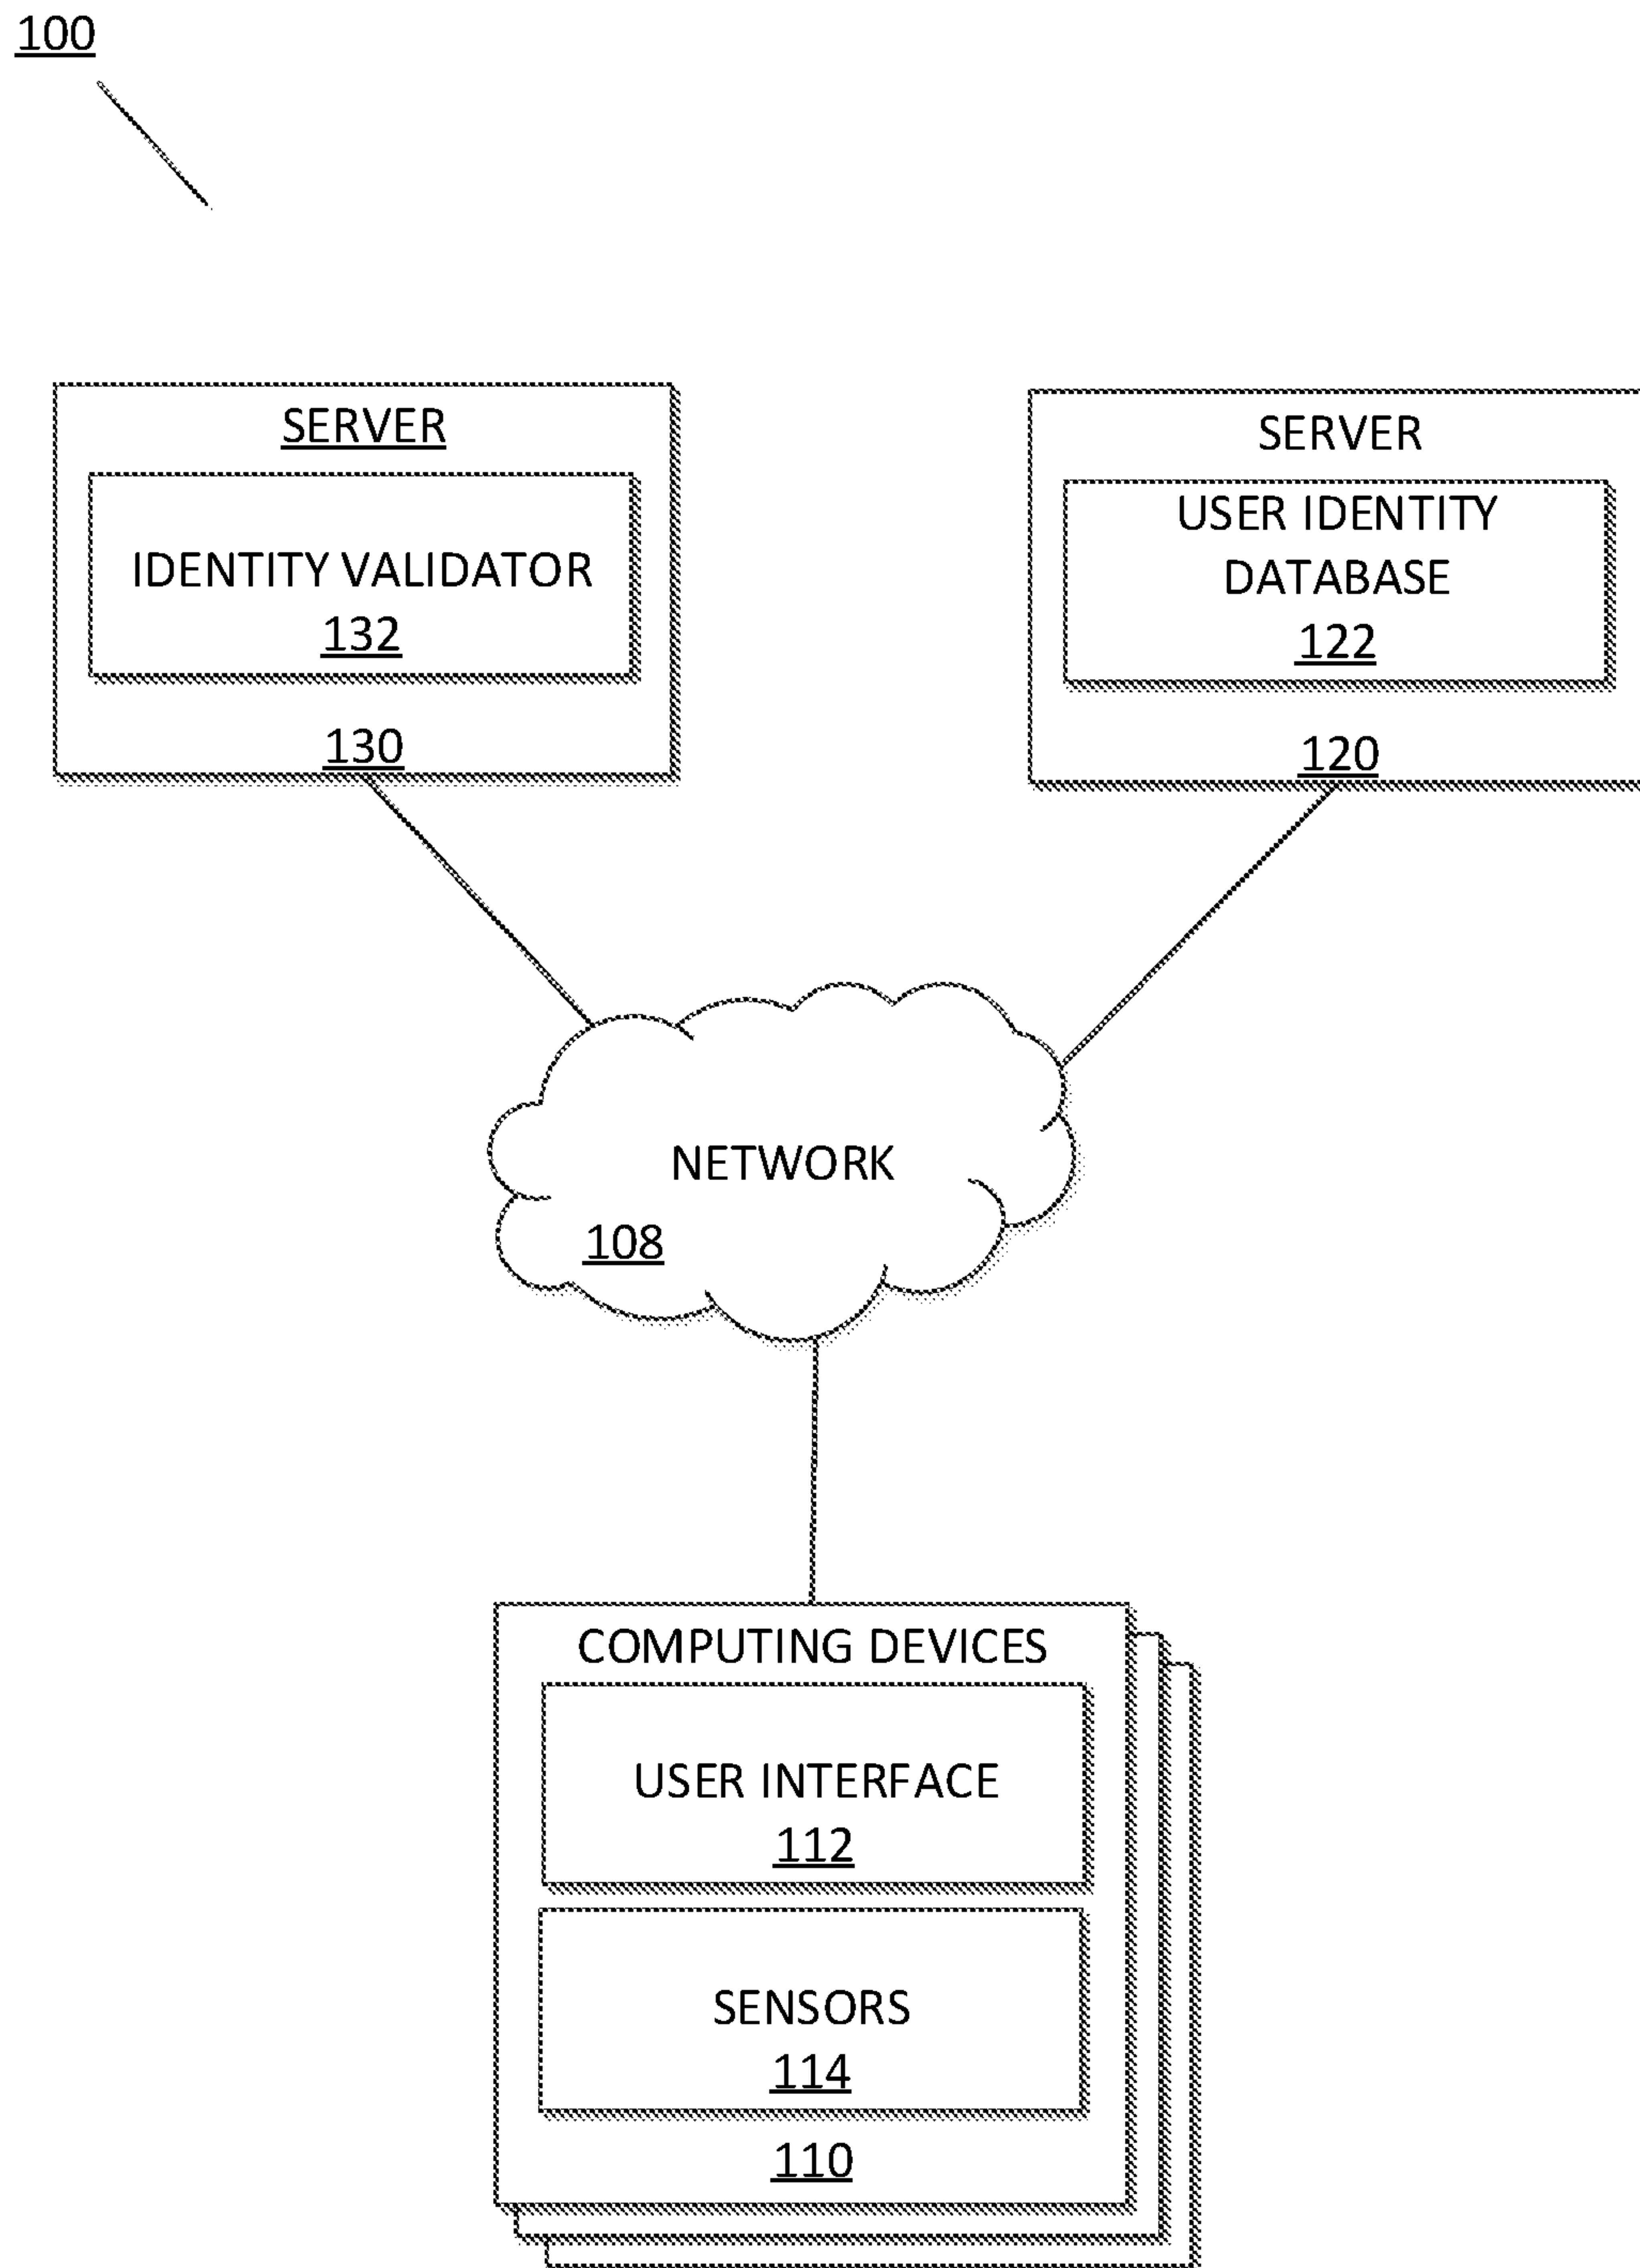 100
SERVER
IDENTITY VALIDATOR
132
130
SERVER
USER IDENTITY
DATABASE
122
120
NETWORK
108
COMPUTING DEVICES
USER INTERFACE
112
SENSORS
114
110